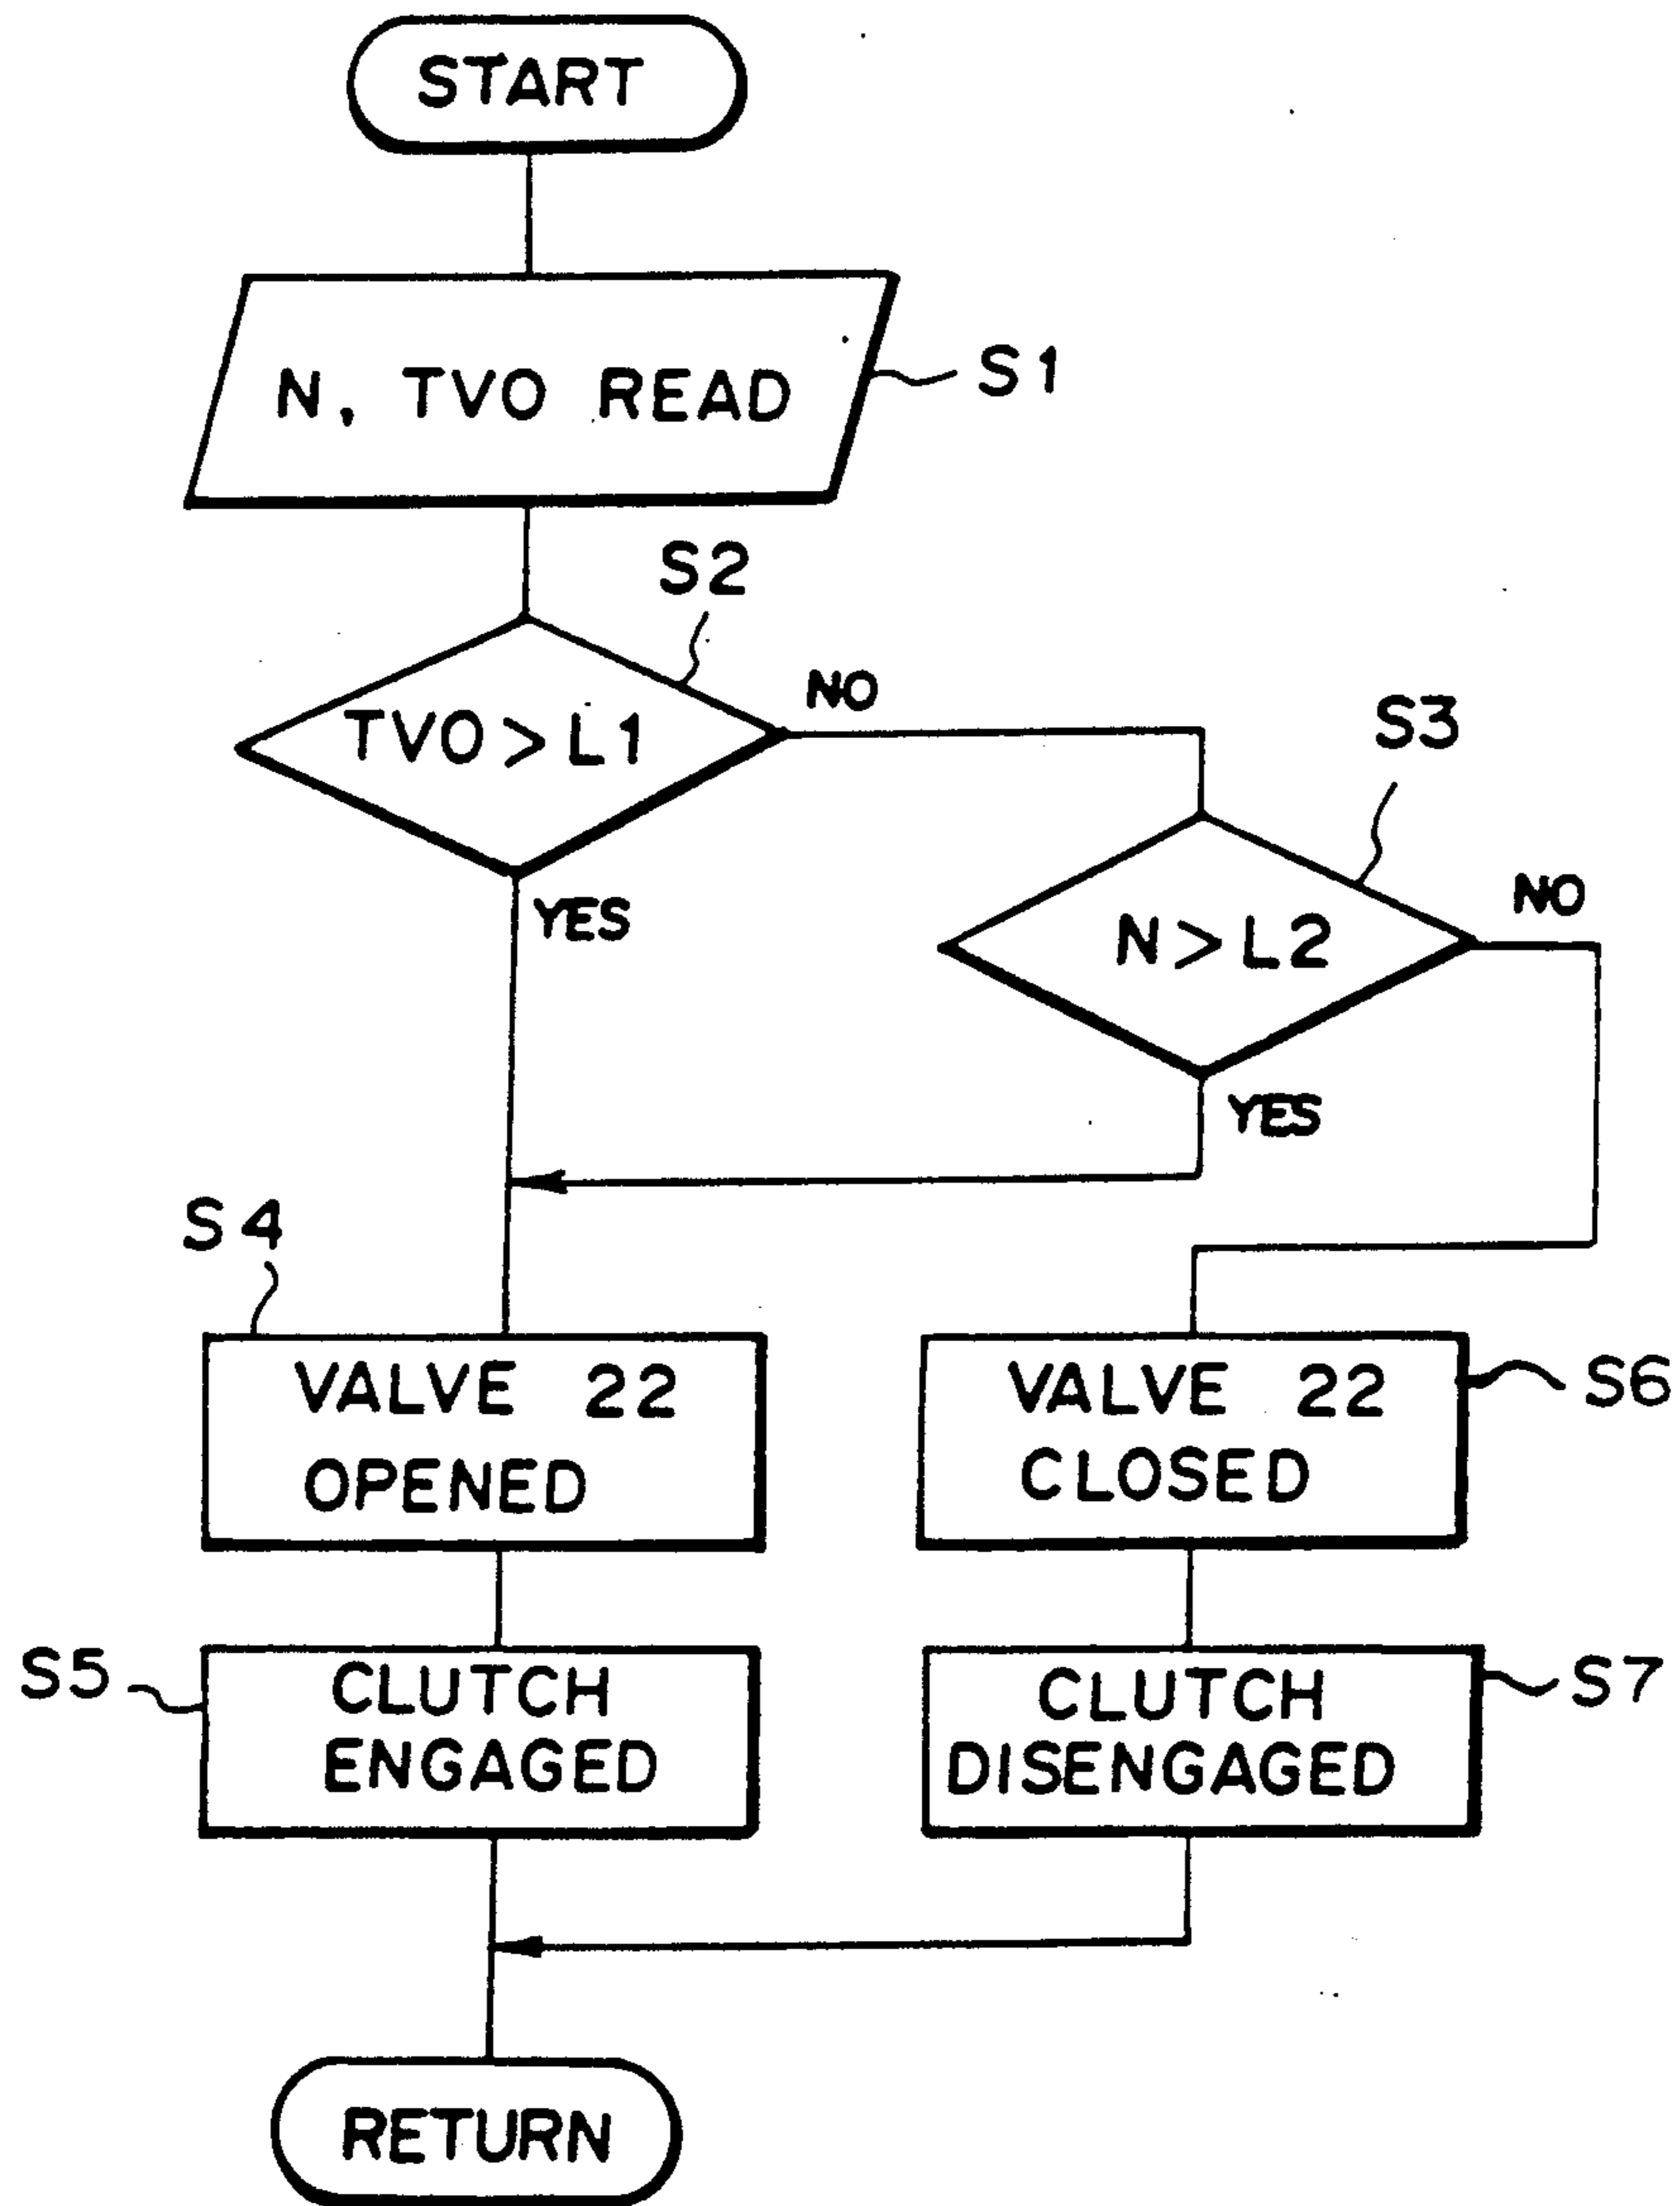 START
N, TVO READ
S1
S2
TVO > L1
NO
YES
S3
N > L2
NO
YES
S4
VALVE 22
OPENED
VALVE 22
CLOSED
S6
S5
CLUTCH
ENGAGED
CLUTCH
DISENGAGED
S7
RETURN